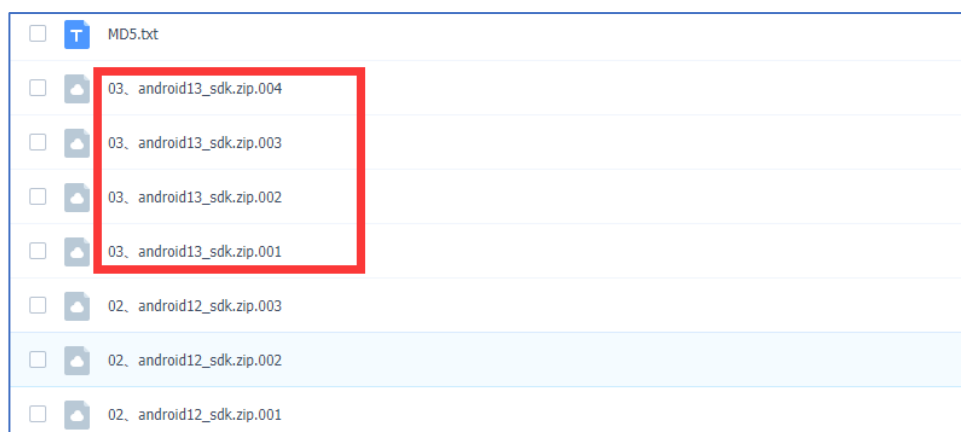 MD5.txt
03、android13_sdk.zip.004
03、android13_sdk.zip.003
03、android13_sdk.zip.002
03、android13_sdk.zip.001
02、android12_sdk.zip.003
02、android12_sdk.zip.002
02、android12_sdk.zip.001